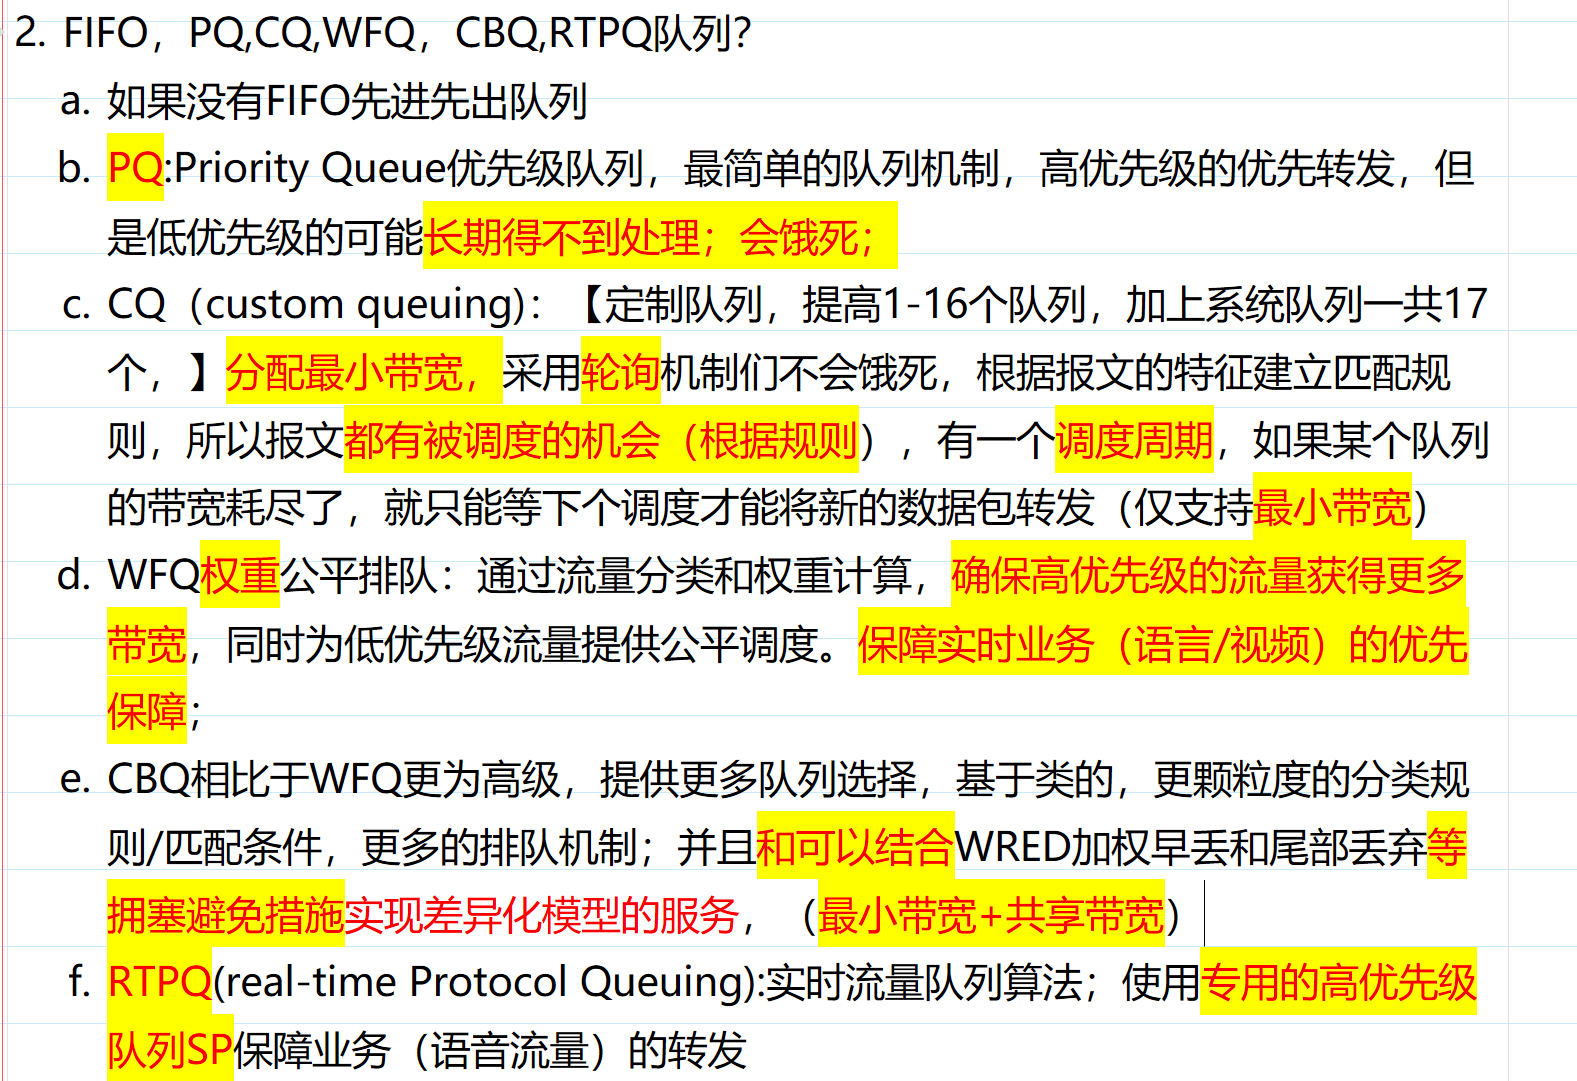 2. FIFO，PQ,CQ,WFQ，CBQ,RTPQ队列？
a. 如果没有FIFO先进先出队列
b. PQ:Priority Queue优先级队列，最简单的队列机制，高优先级的优先转发，但
是低优先级的可能长期得不到处理；会饿死；
c. CQ（custom queuing)：【定制队列，提高1-16个队列，加上系统队列一共17
个，】分配最小带宽，采用轮询机制们不会饿死，根据报文的特征建立匹配规
则，所以报文都有被调度的机会（根据规则），有一个调度周期，如果某个队列
的带宽耗尽了，就只能等下个调度才能将新的数据包转发（仅支持最小带宽）
d. WFQ权重公平排队：通过流量分类和权重计算，确保高优先级的流量获得更多
带宽，同时为低优先级流量提供公平调度。保障实时业务（语言/视频）的优先
保障；
e. CBQ相比于WFQ更为高级，提供更多队列选择，基于类的，更颗粒度的分类规
则/匹配条件，更多的排队机制；并且和可以结合WRED加权早丢和尾部丢弃等
拥塞避免措施实现差异化模型的服务，（最小带宽+共享带宽）
f. RTPQ(real-time Protocol Queuing):实时流量队列算法；使用专用的高优先级
队列SP保障业务（语音流量）的转发